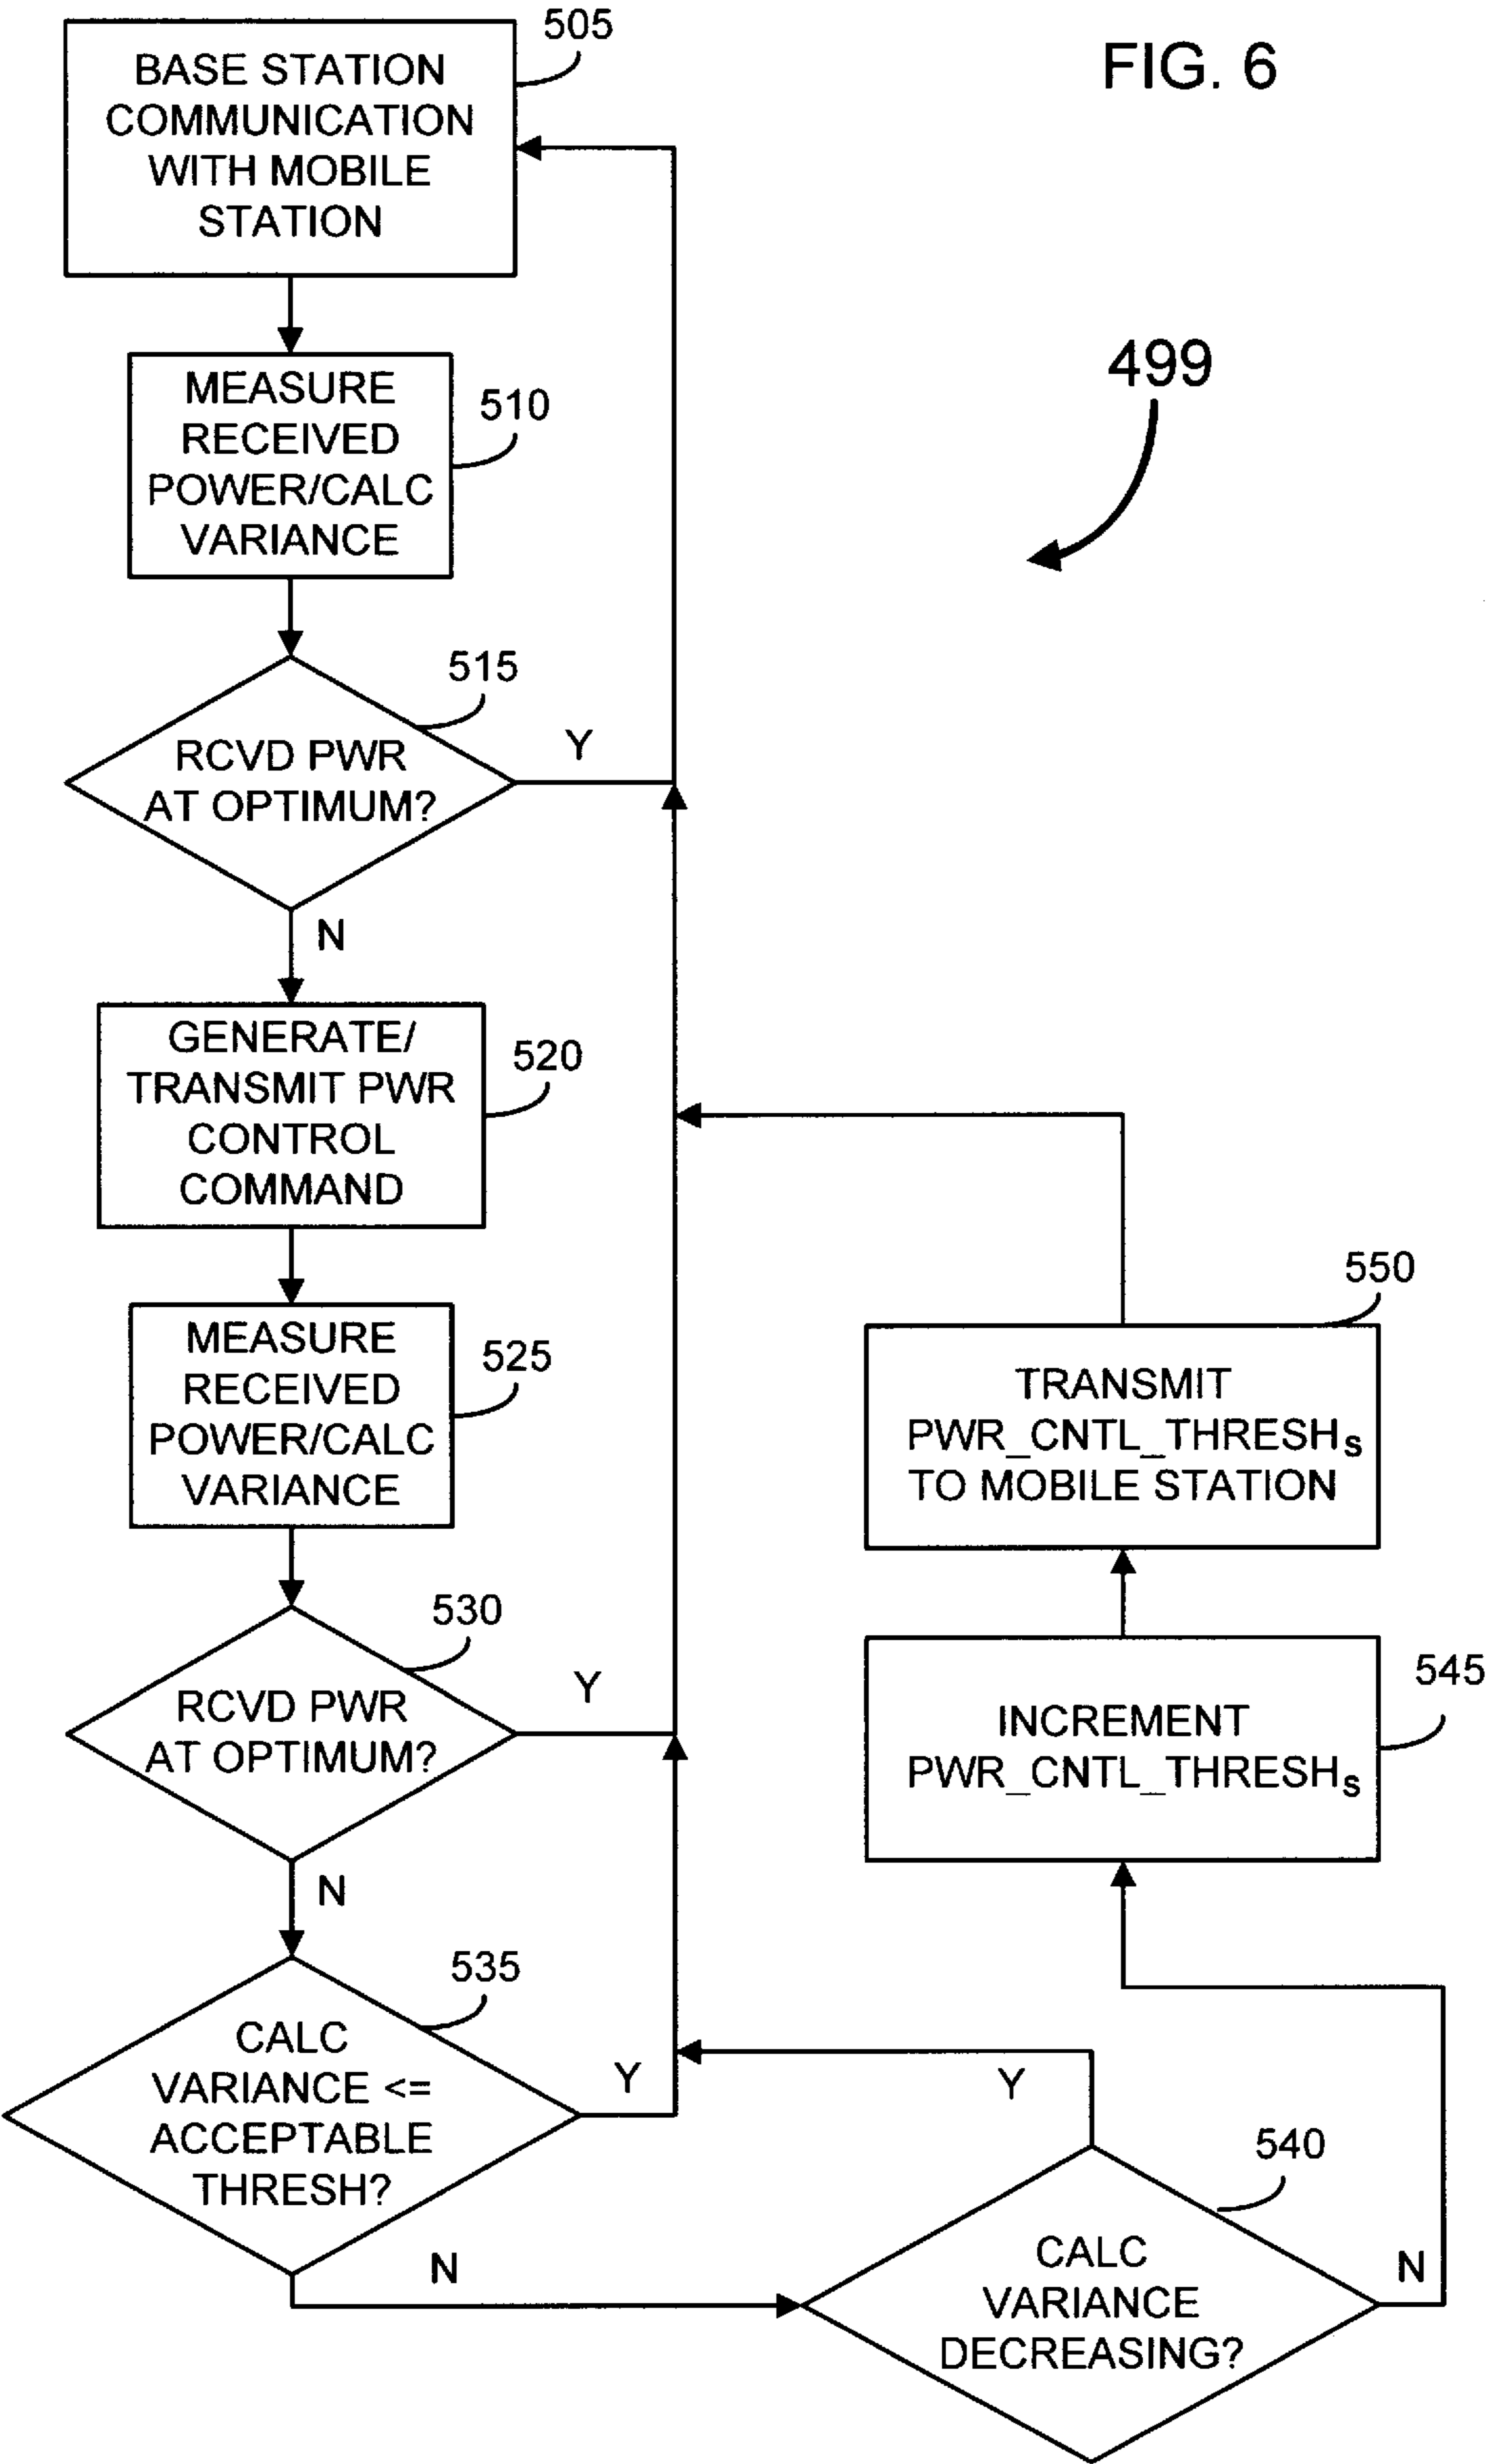 505
FIG. 6
BASE STATION
COMMUNICATION
WITH MOBILE
STATION
499
MEASURE
RECEIVED
POWER/CALC
VARIANCE
510
515
RCVD PWR
AT OPTIMUM?
Y
N
GENERATE/
TRANSMIT PWR
CONTROL
COMMAND
520
MEASURE
RECEIVED
POWER/CALC
VARIANCE
525
550
TRANSMIT
PWR_CNTL_THRESHs
TO MOBILE STATION
530
RCVD PWR
AT OPTIMUM?
Y
N
545
INCREMENT
PWR_CNTL_THRESHs
535
CALC
VARIANCE <=
ACCEPTABLE
THRESH?
Y
N
540
CALC
VARIANCE
DECREASING?
Y
N